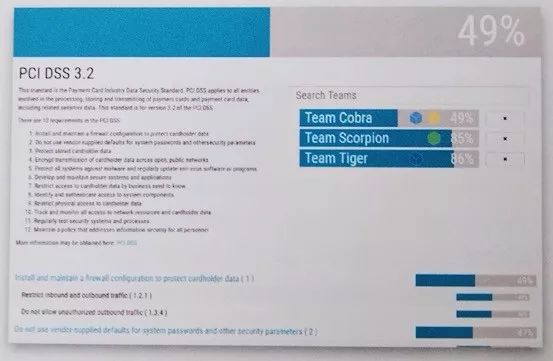 49%
PCI DSS 3.2
This standard is the Payment Card Industry Data Security Standard. PCI DSS applies to all entities
involved in the processing, storing and transmitting of payment cards and payment card data,
including related sensitive data. This standard is for version 3.2 of the PCI DSS.
There are 12 requirements in the PCI DSS:
1. Install and maintain a firewall configuration to protect cardholder data
2. Do not use vendor-supplied defaults for system passwords and other security parameters
3. Protect stored cardholder data
4. Encrypt transmission of cardholder data across open, public networks
5. Protect all systems against malware and regularly update anti-virus software or programs
6. Develop and maintain secure systems and applications
7. Restrict access to cardholder data by business need to know
8. Identify and authenticate access to system components
9. Restrict physical access to cardholder data
10. Track and monitor all access to network resources and cardholder data
11. Regularly test security systems and processes
12. Maintain a policy that addresses information security for all personnel
More information may be obtained here: PCI DSS
Search Teams
Team Cobra 49%
Team Scorpion 85%
Team Tiger 86%
Install and maintain a firewall configuration to protect cardholder data ( 1 )
49%
Restrict inbound and outbound traffic ( 1.2.1 )
Do not allow unauthorized outbound traffic ( 1.3.4 )
Do not use vendor-supplied defaults for system passwords and other security parameters ( 2 )